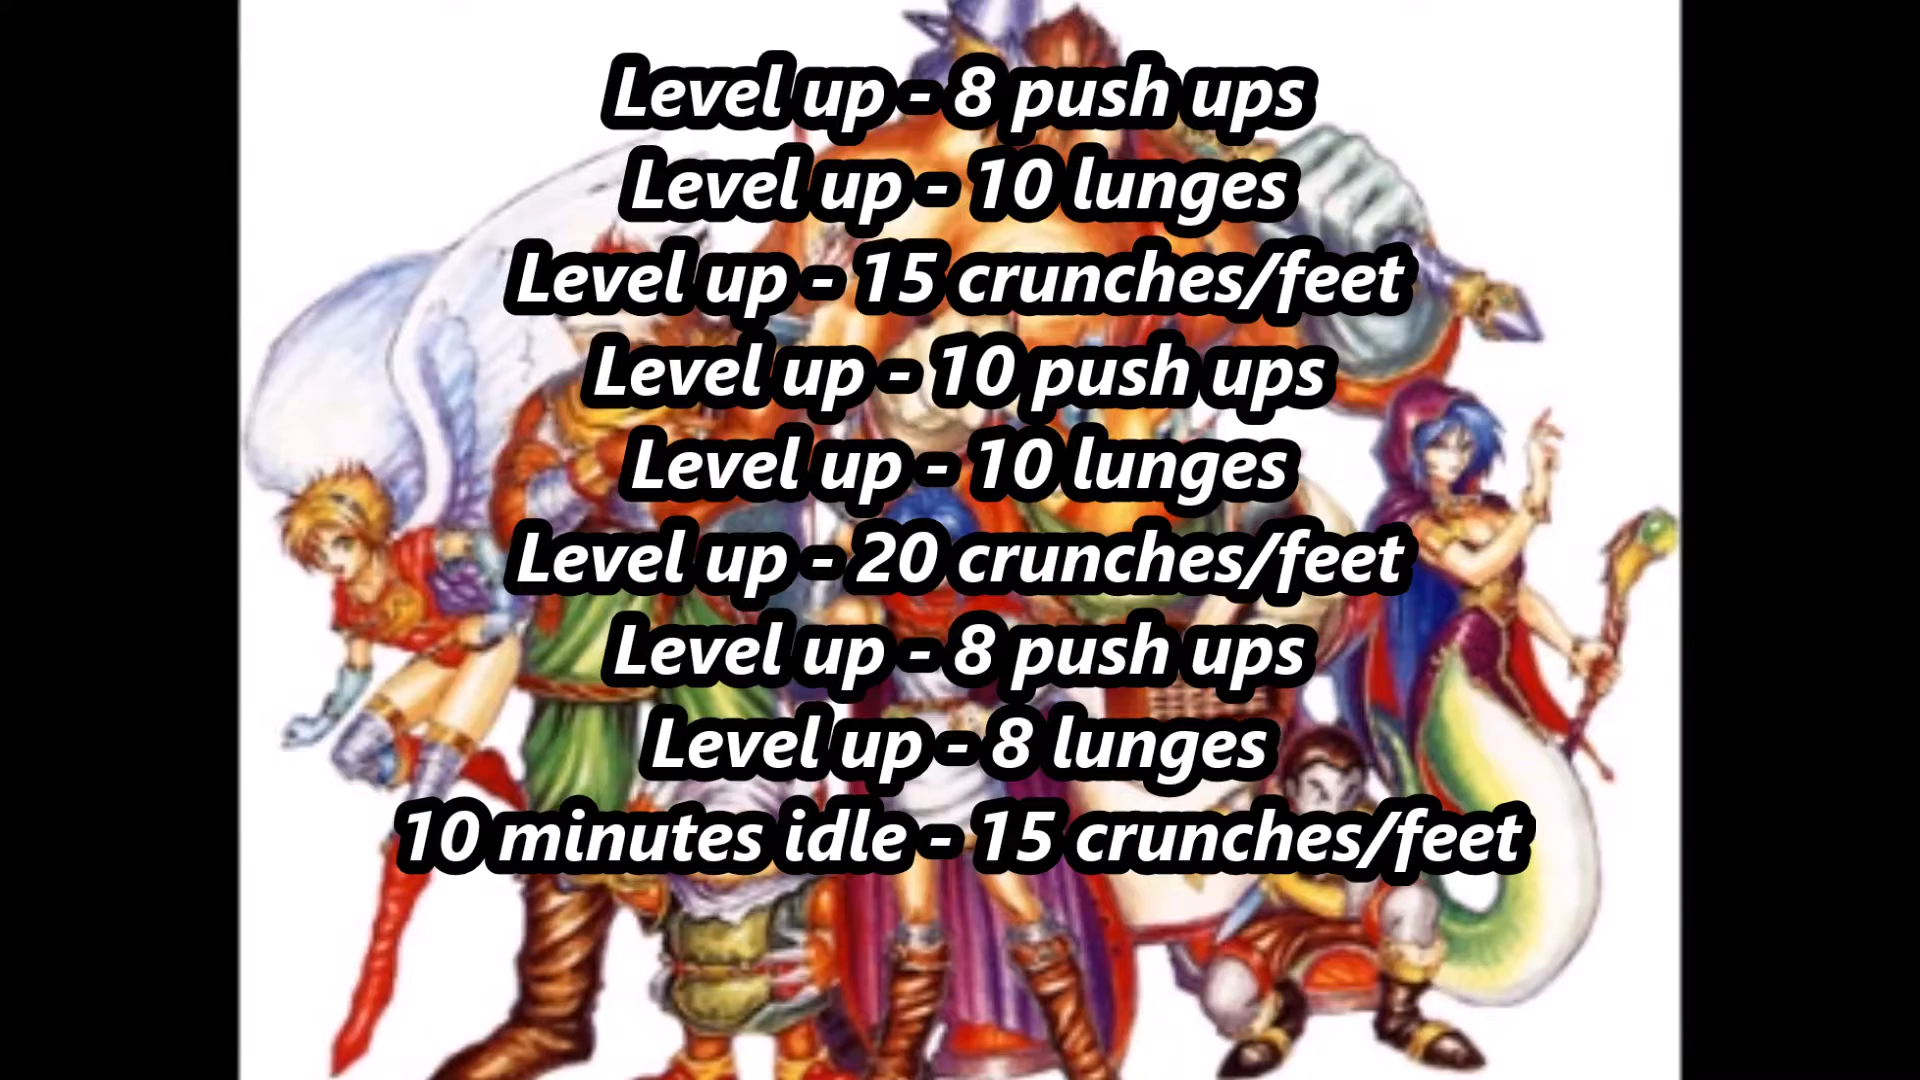 Level up - 8 push ups
Level up - 10 lunges
Level up - 15 crunches/feet
Level up - 10 push ups
Level up - 10 lunges
Level up - 20 crunches/feet
Level up - 8 push ups
Level up - 8 lunges
10 minutes idle - 15 crunches/feet